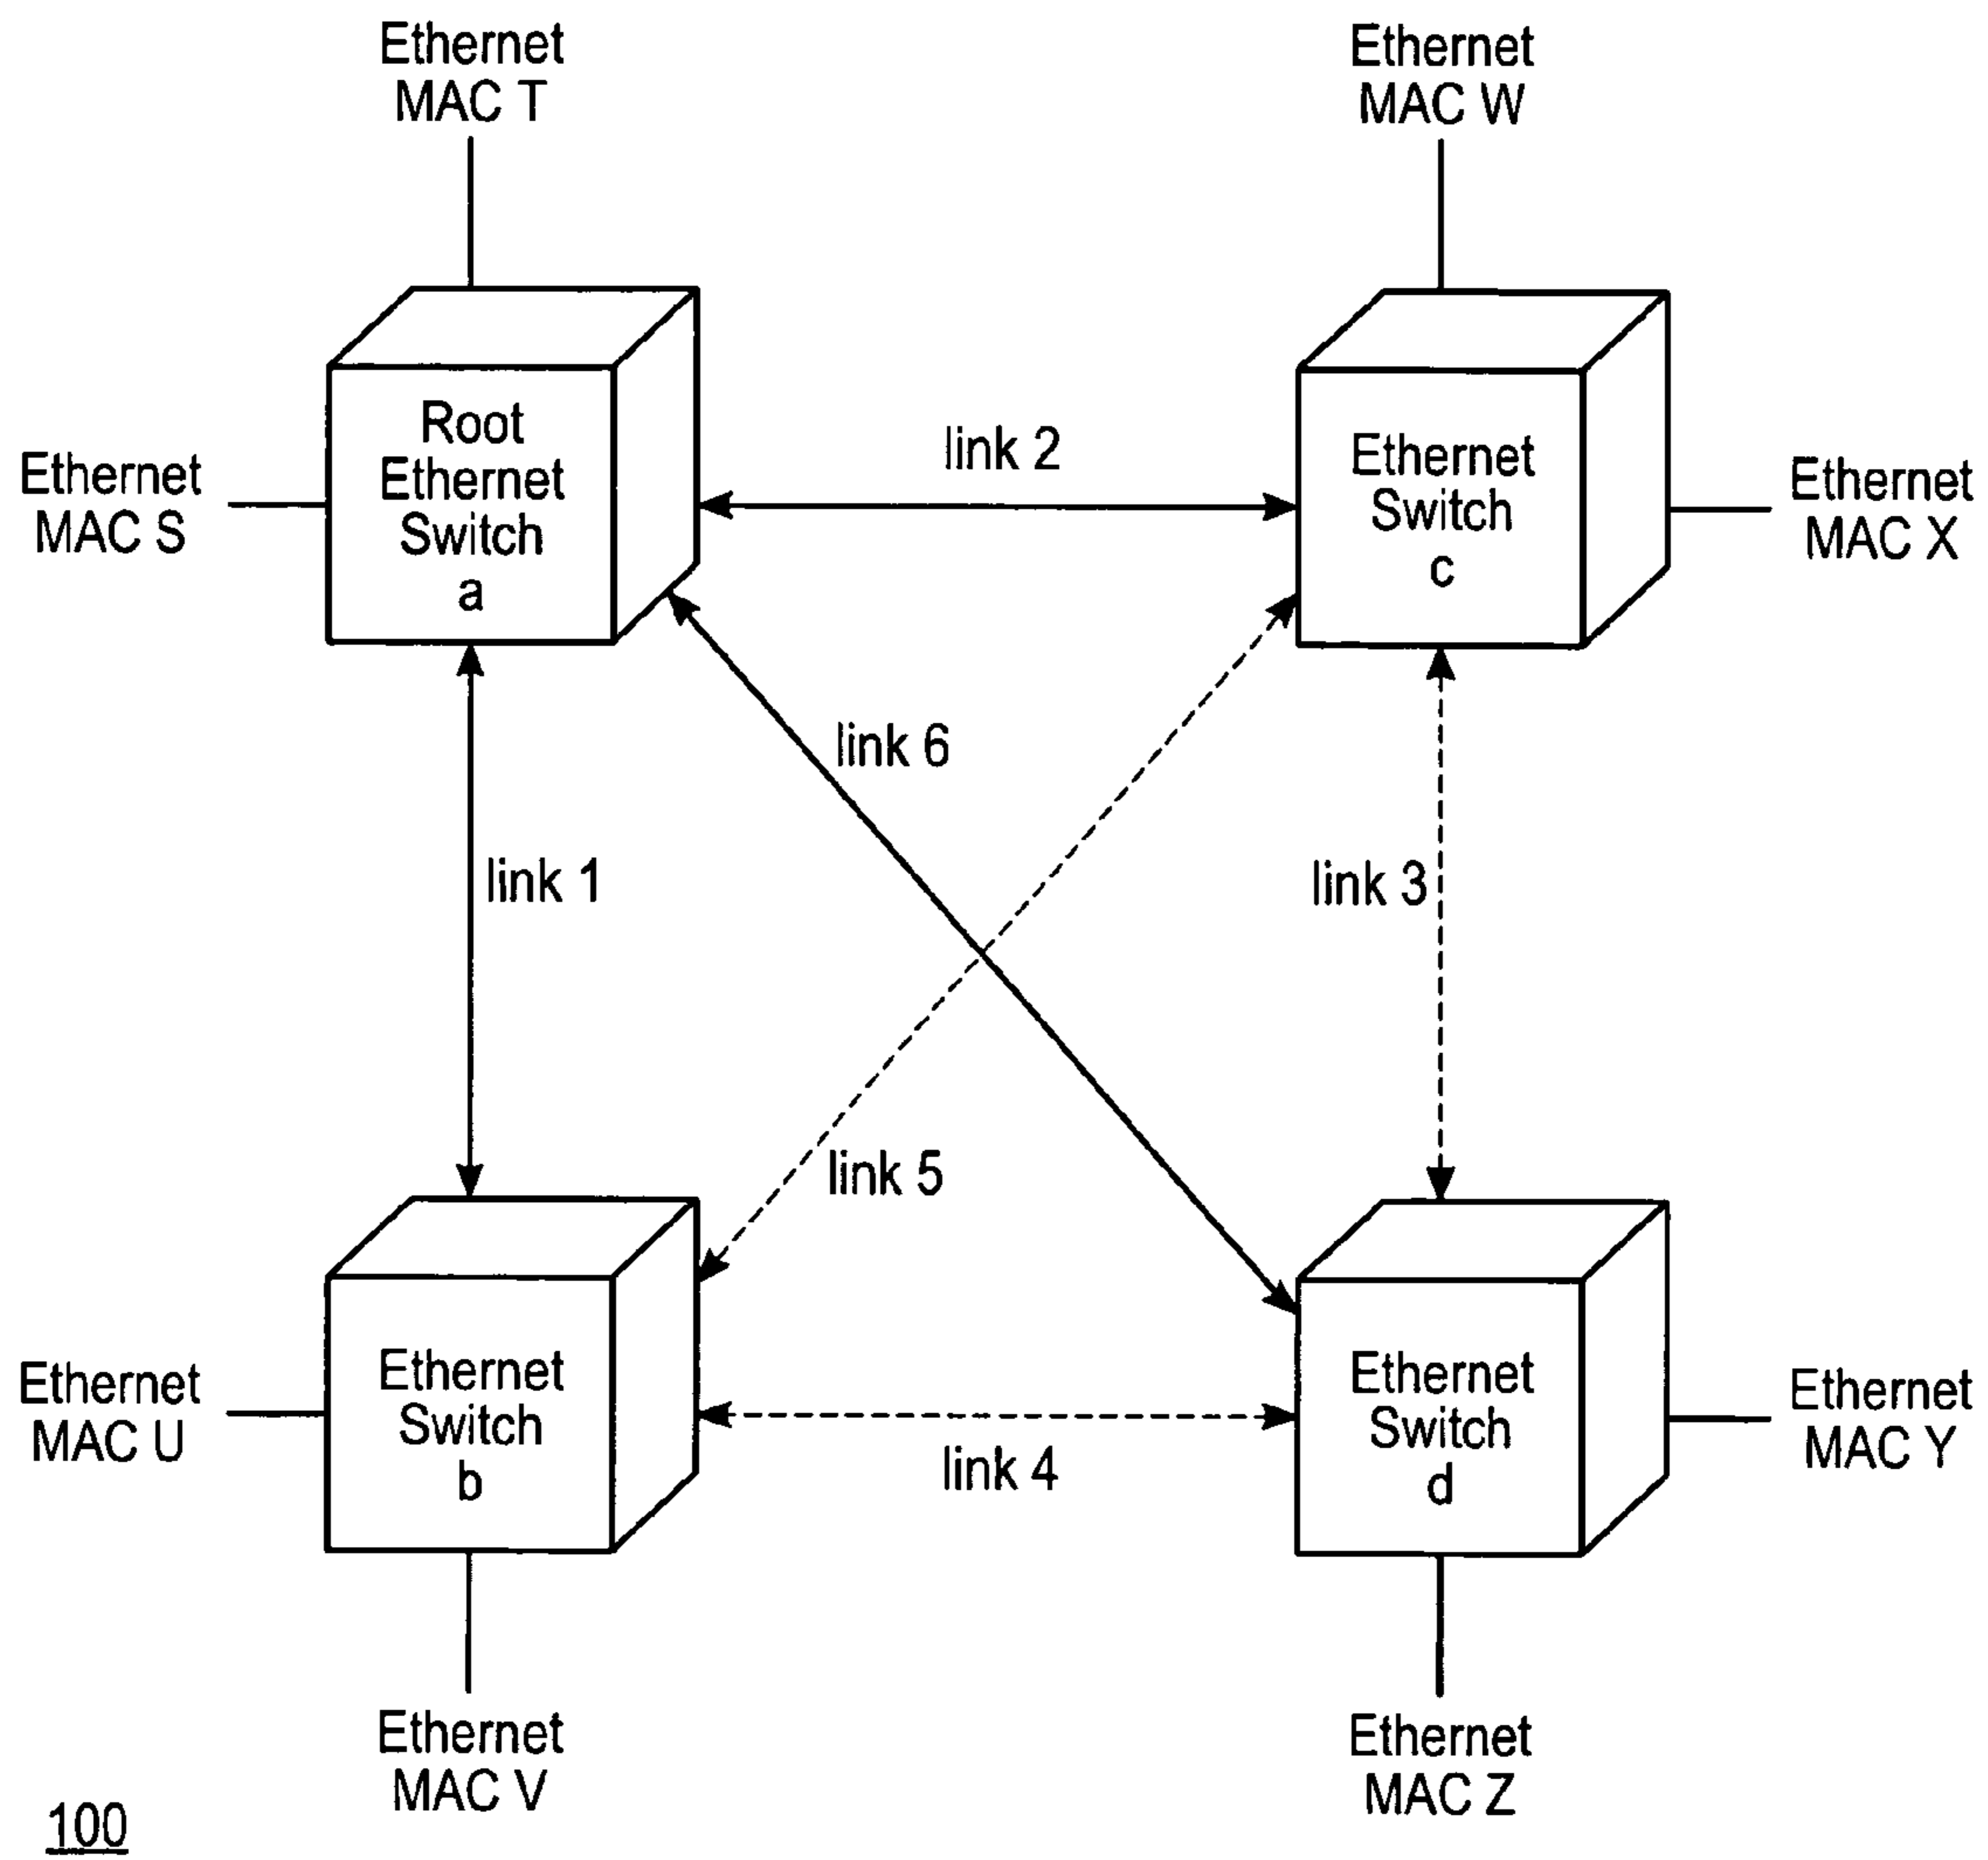 Ethernet
MAC T
Ethernet
MAC W
Root
Ethernet
Switch
a
link 2
Ethernet
Switch
c
Ethernet
MAC S
Ethernet
MAC X
link 6
link 1
link 3
link 5
Ethernet
Switch
b
Ethernet
Switch
d
Ethernet
MAC U
link 4
Ethernet
MAC Y
Ethernet
MAC V
Ethernet
MAC Z
100